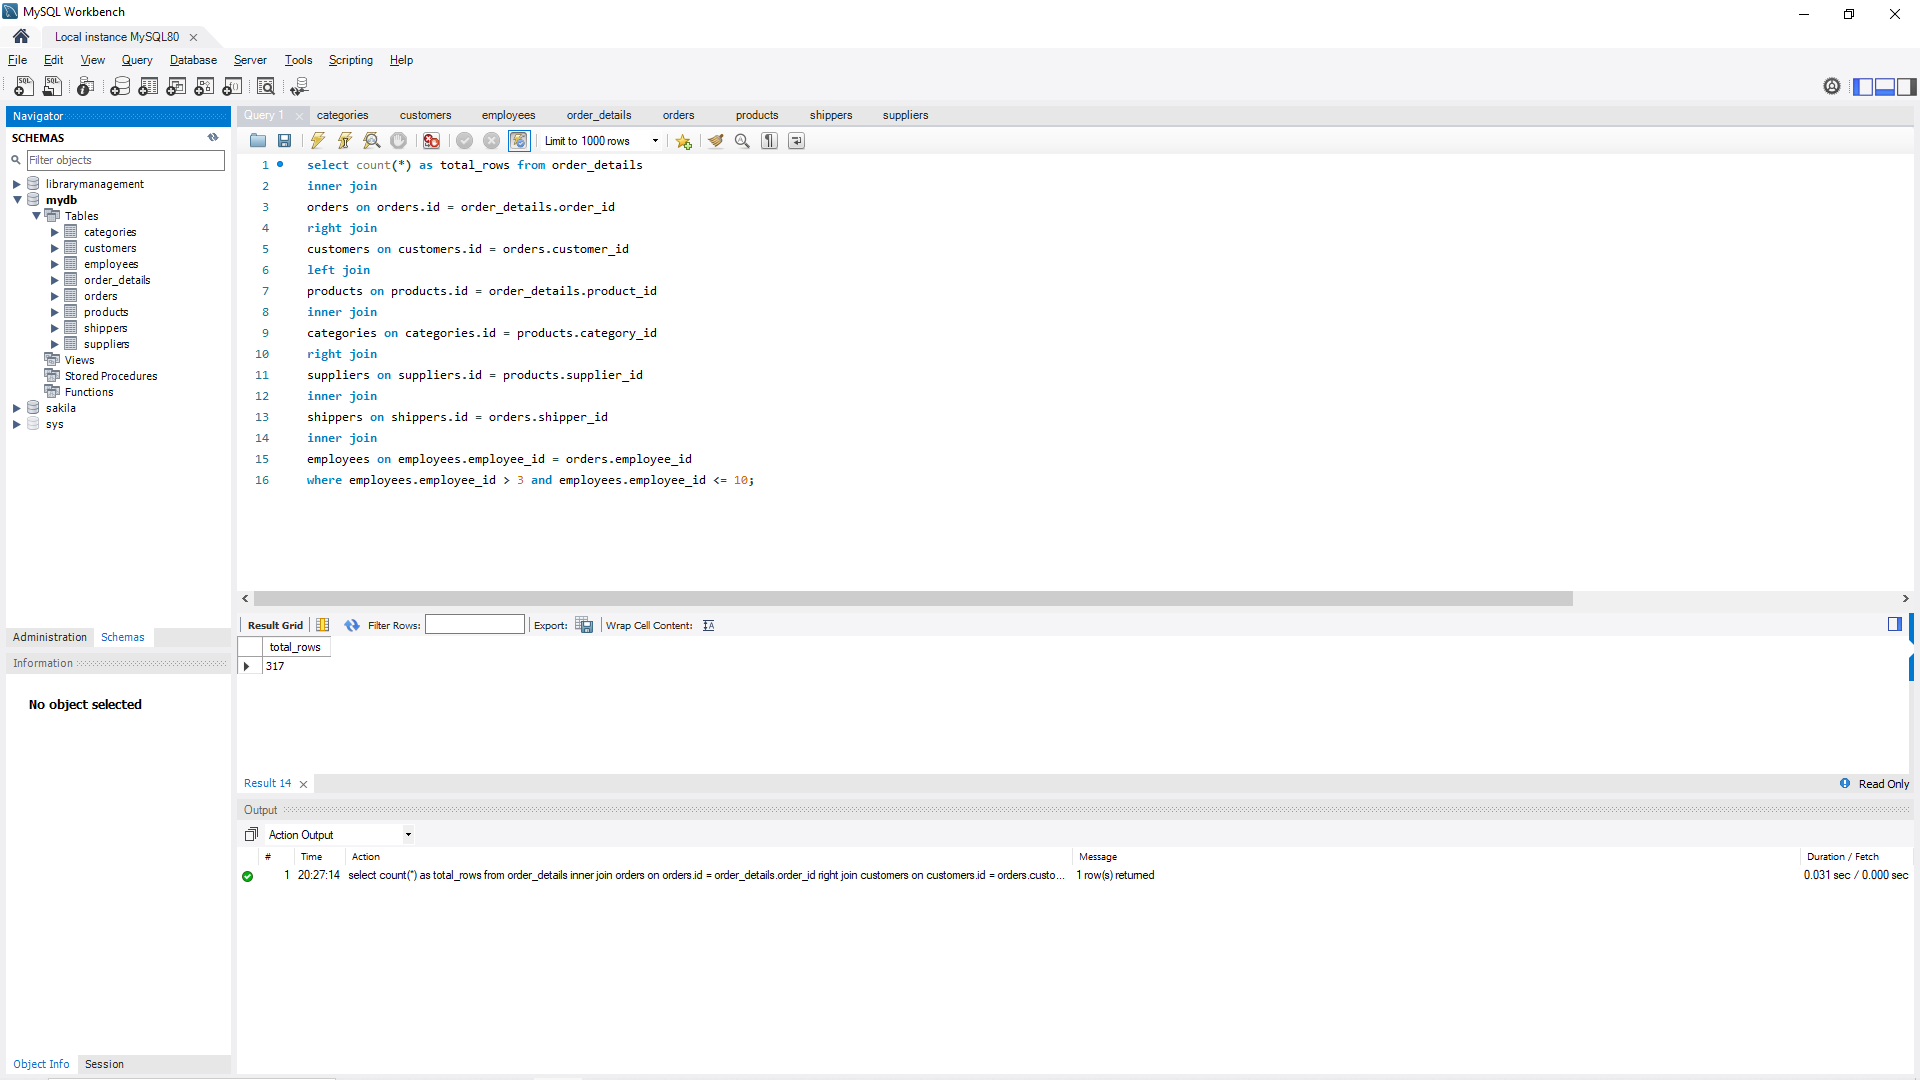 MySQL Workbench
Local instance MySQL80
File Edit View Query Database Server Tools Scripting Help
Navigator
SCHEMAS
Filter objects
librarymanagement
mydb
Tables
categories
customers
employees
order_details
orders
products
shippers
suppliers
Views
Stored Procedures
Functions
sakila
sys
Administration Schemas
Information
No object selected
Object Info Session
Query 1 categories customers employees order_details orders products shippers suppliers
Limit to 1000 rows
1 select count(*) as total_rows from order_details
2 inner join
3 orders on orders.id = order_details.order_id
4 right join
5 customers on customers.id = orders.customer_id
6 left join
7 products on products.id = order_details.product_id
8 inner join
9 categories on categories.id = products.category_id
10 right join
11 suppliers on suppliers.id = products.supplier_id
12 inner join
13 shippers on shippers.id = orders.shipper_id
14 inner join
15 employees on employees.employee_id = orders.employee_id
16 where employees.employee_id > 3 and employees.employee_id <= 10;
Result Grid Filter Rows: Export: Wrap Cell Content:
total_rows
317
Result 14 Read Only
Output
Action Output
# Time Action Message Duration / Fetch
1 20:27:14 select count(*) as total_rows from order_details inner join orders on orders.id = order_details.order_id right join customers on customers.id = orders.custo... 1 row(s) returned 0.031 sec / 0.000 sec